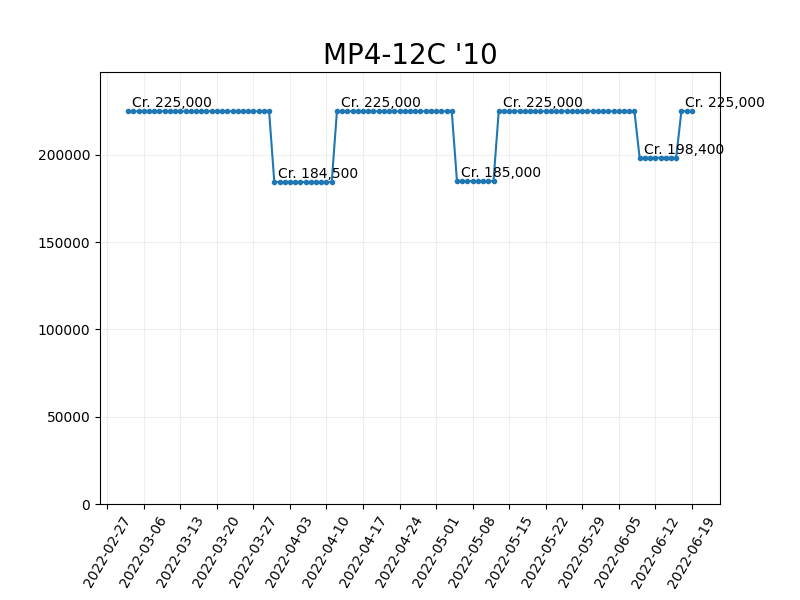 MP4-12C '10
Cr. 225,000
Cr. 225,000
Cr. 225,000
Cr. 225,000
Cr. 198,400
Cr. 184,500
Cr. 185,000
200000
150000
100000
50000
0
2022-02-27
2022-03-06
2022-03-13
2022-03-20
2022-03-27
2022-04-03
2022-04-10
2022-04-17
2022-04-24
2022-05-01
2022-05-08
2022-05-15
2022-05-22
2022-05-29
2022-06-05
2022-06-12
2022-06-19